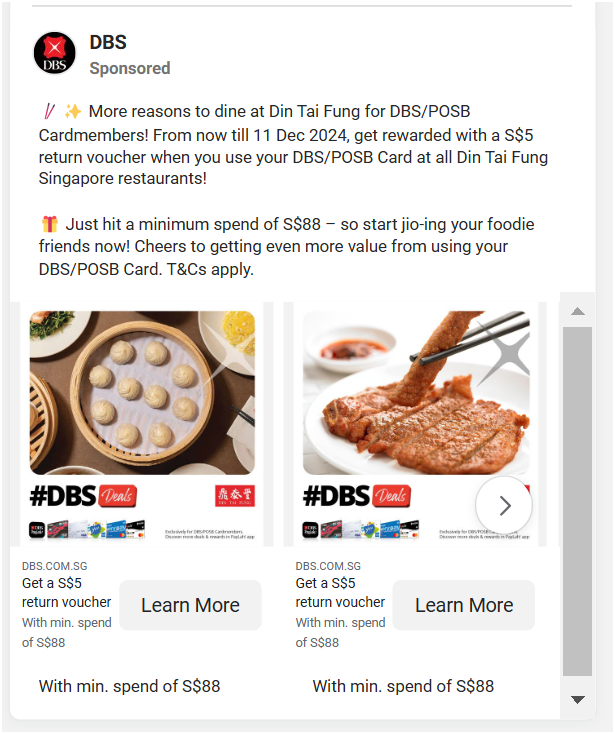 DBS
Sponsored
DBS
🥢 ✨ More reasons to dine at Din Tai Fung for DBS/POSB
Cardmembers! From now till 11 Dec 2024, get rewarded with a S$5
return voucher when you use your DBS/POSB Card at all Din Tai Fung
Singapore restaurants!
🎁 Just hit a minimum spend of S$88 – so start jio-ing your foodie
friends now! Cheers to getting even more value from using your
DBS/POSB Card. T&Cs apply.
#DBS Deals
鼎泰豐
DIN TAI FUNG
Exclusively for DBS/POSB Cardmembers.
Discover more deals & rewards in PayLah! app
#DBS Deals
Exclusively for DBS/POSB Cardmembers.
Discover more deals & rewards in PayLah! app
DBS.COM.SG
Get a S$5
return voucher
With min. spend
of S$88
Learn More
With min. spend of S$88
DBS.COM.SG
Get a S$5
return voucher
With min. spend
of S$88
Learn More
With min. spend of S$88